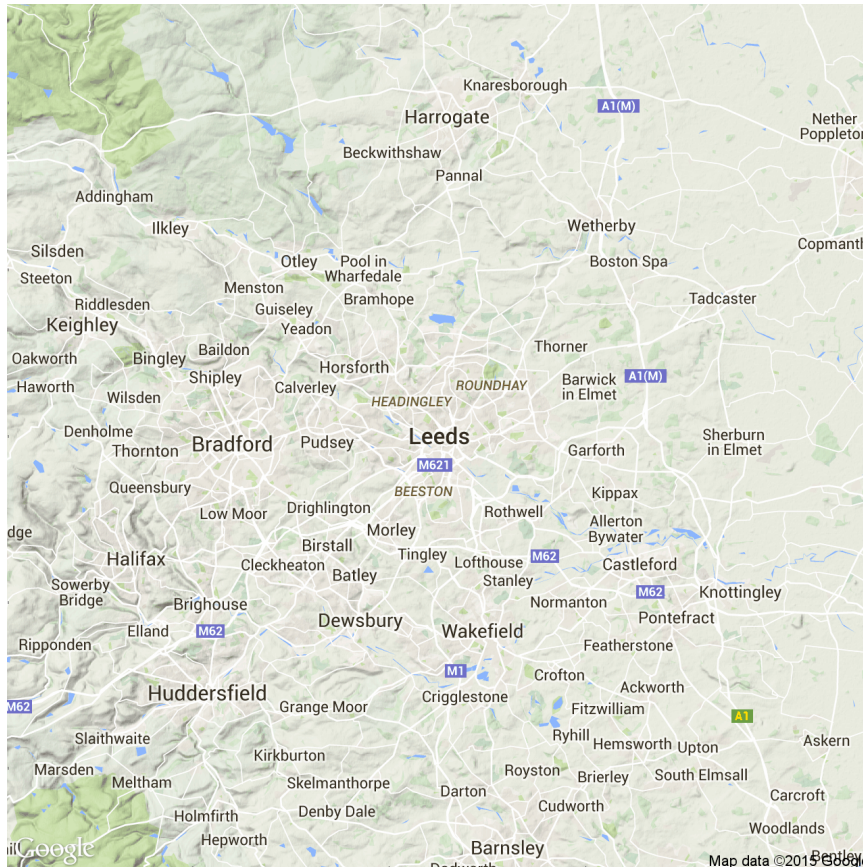 Knaresborough
A1(M)
Harrogate
Nether
Poppleton
Beckwithshaw
Pannal
Addingham
Ilkley
Wetherby
Copmanth
Silsden
Otley
Pool in
Wharfedale
Boston Spa
Steeton
Menston
Bramhope
Tadcaster
Riddlesden
Guiseley
Keighley
Yeadon
Thorner
Baildon
Oakworth
Bingley
Horsforth
Shipley
Calverley
ROUNDHAY
Barwick
in Elmet
A1(M)
Haworth
Wilsden
HEADINGLEY
Denholme
Bradford
Pudsey
Leeds
Sherburn
in Elmet
Thornton
Garforth
M621
Queensbury
BEESTON
Kippax
Low Moor
Drighlington
Rothwell
Allerton
Bywater
dge
Morley
Halifax
Birstall
Tingley
Lofthouse
M62
Castleford
Cleckheaton
Batley
Stanley
Sowerby
Bridge
M62
Knottingley
Brighouse
Normanton
Dewsbury
Pontefract
Elland
M62
Wakefield
Ripponden
Featherstone
M1
Crofton
Huddersfield
Crigglestone
Ackworth
M62
Grange Moor
Fitzwilliam
A1
Slaithwaite
Ryhill
Hemsworth
Upton
Askern
Kirkburton
Marsden
Meltham
Skelmanthorpe
Royston
Brierley
South Elmsall
Darton
Carcroft
Holmfirth
Denby Dale
Cudworth
Woodlands
Hepworth
Barnsley
Google
Bentley
Dodworth
Map data ©2015 Google